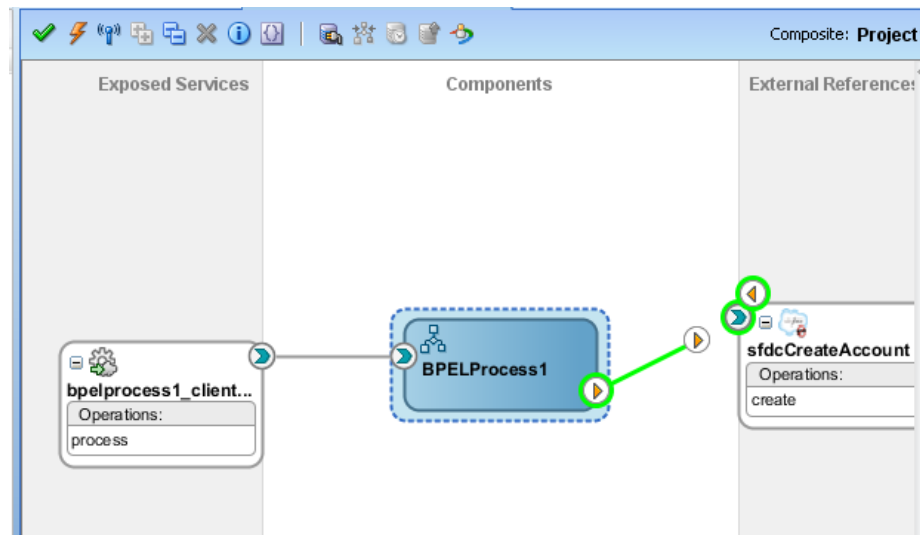 Composite: Project
Exposed Services
Components
External References
BPELProcess1
bpelprocess1_client...
Operations:
process
sfdcCreateAccount
Operations:
create